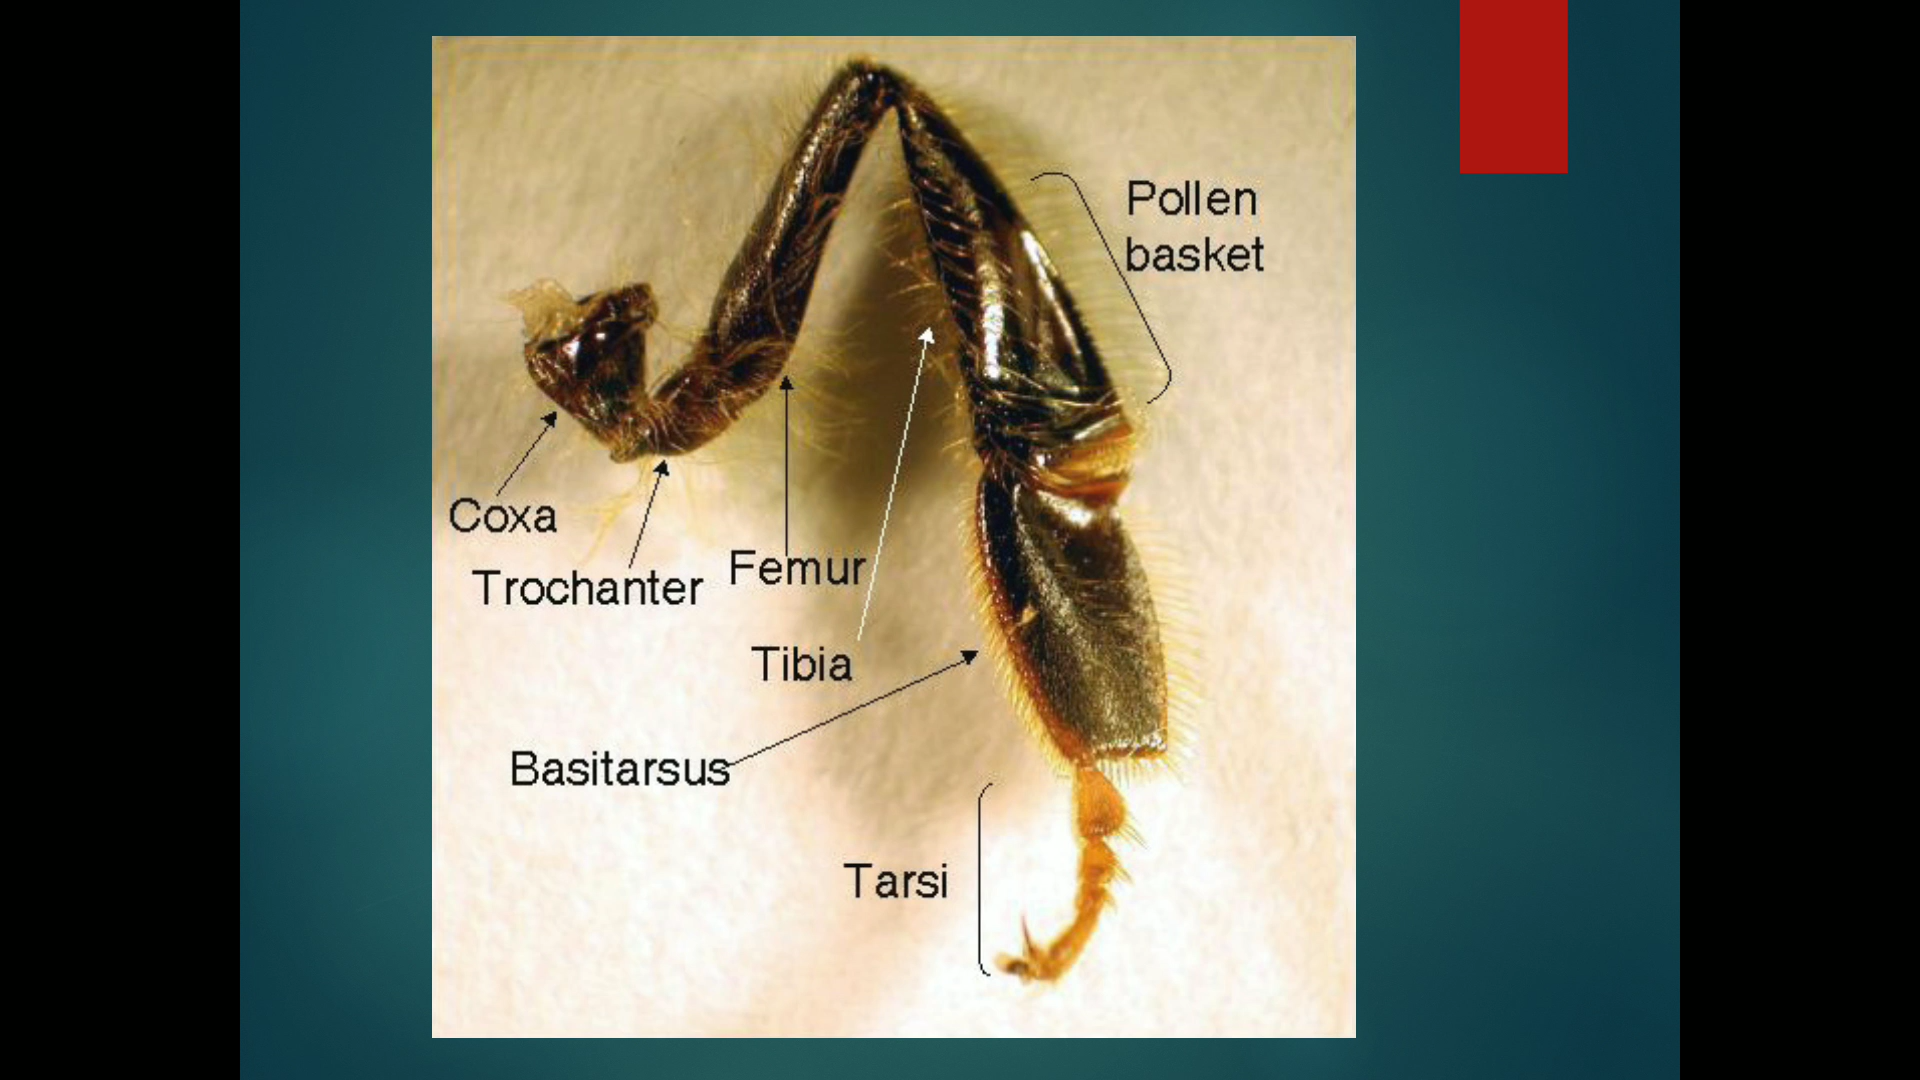 Pollen
basket
Coxa
Trochanter
Femur
Tibia
Basitarsus
Tarsi